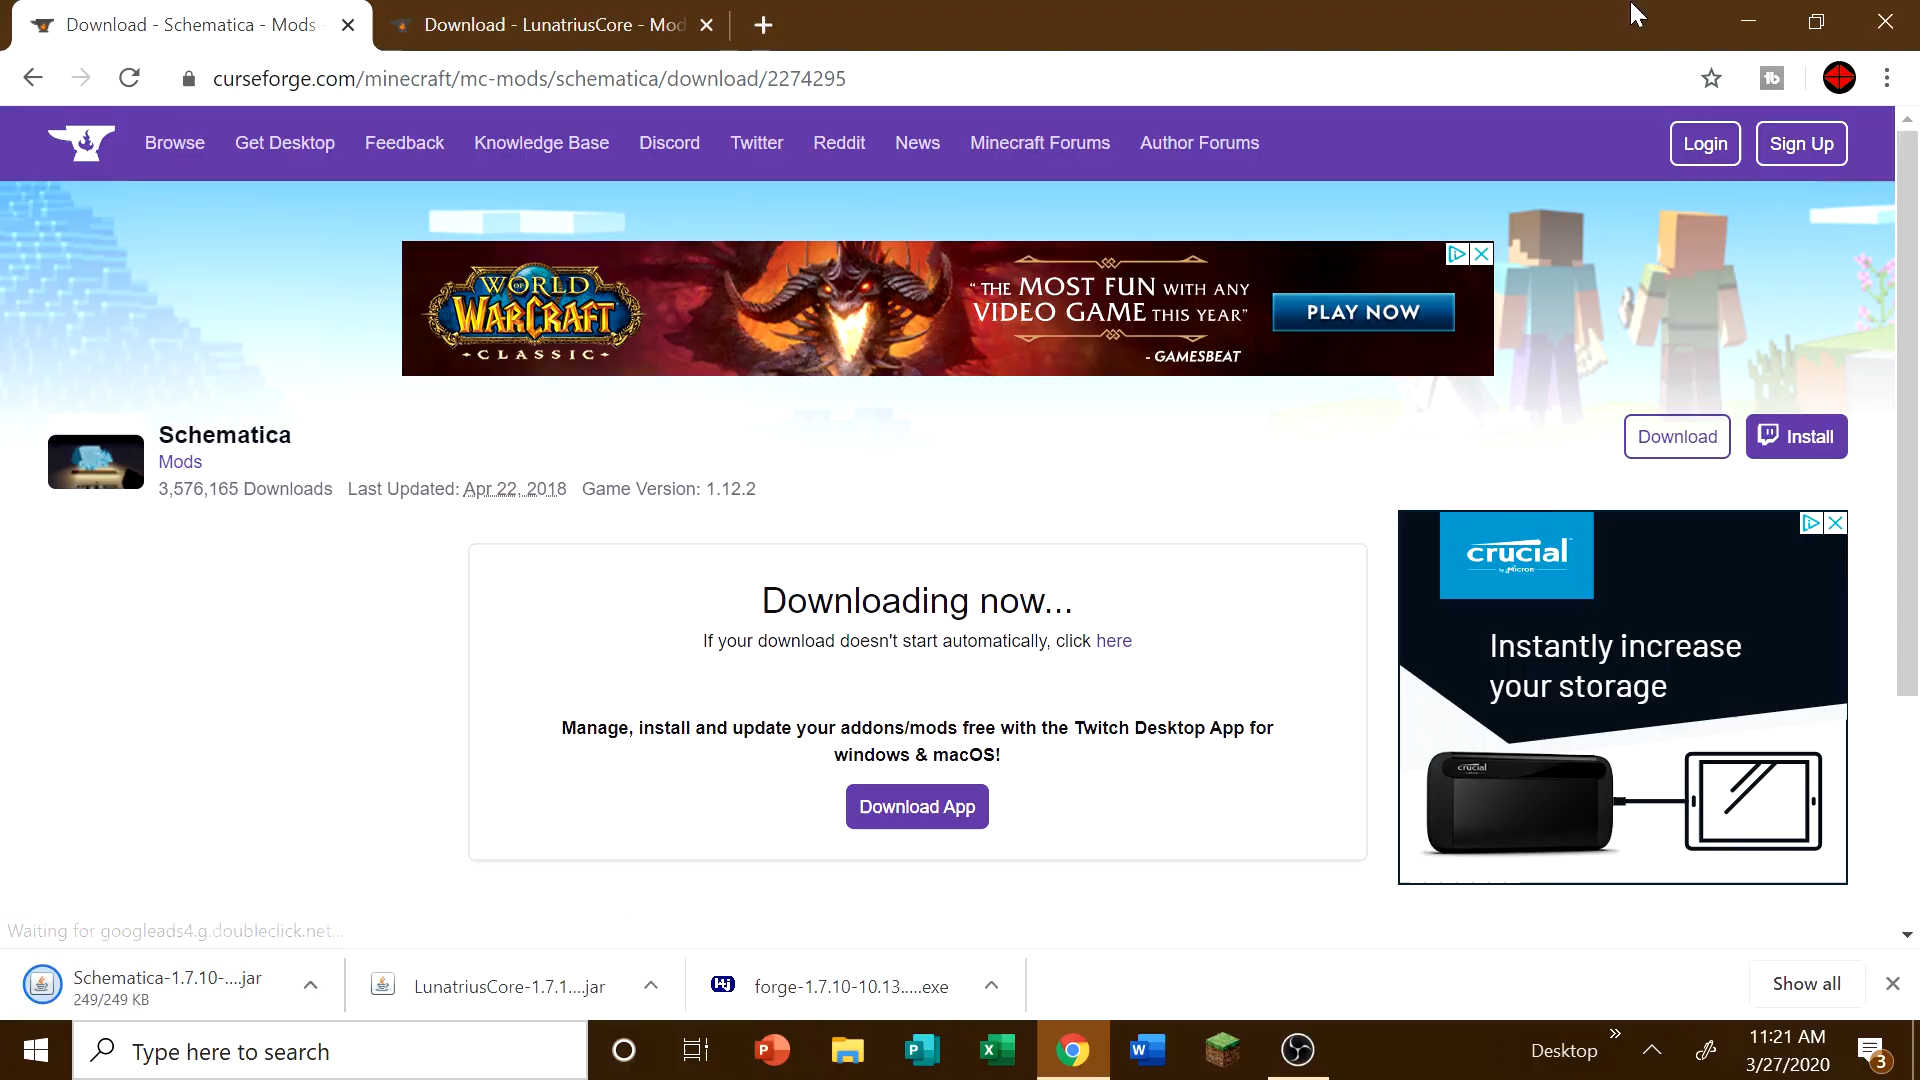 Download - Schematica - Mods
Download - LunatriusCore - Mod
curseforge.com/minecraft/mc-mods/schematica/download/2274295
Browse Get Desktop Feedback Knowledge Base Discord Twitter Reddit News Minecraft Forums Author Forums Login Sign Up
WORLD
WARCRAFT
CLASSIC
“THE MOST FUN WITH ANY
VIDEO GAME THIS YEAR”
- GAMESBEAT
PLAY NOW
Schematica
Mods
3,576,165 Downloads Last Updated: Apr 22, 2018 Game Version: 1.12.2
Download Install
Downloading now...
If your download doesn't start automatically, click here
Manage, install and update your addons/mods free with the Twitch Desktop App for
windows & macOS!
Download App
crucial
by Micron
Instantly increase
your storage
crucial
Waiting for googleads4.g.doubleclick.net...
Schematica-1.7.10-....jar
249/249 KB
LunatriusCore-1.7.1....jar
forge-1.7.10-10.13.....exe
Show all
Type here to search
Desktop
11:21 AM
3/27/2020
3